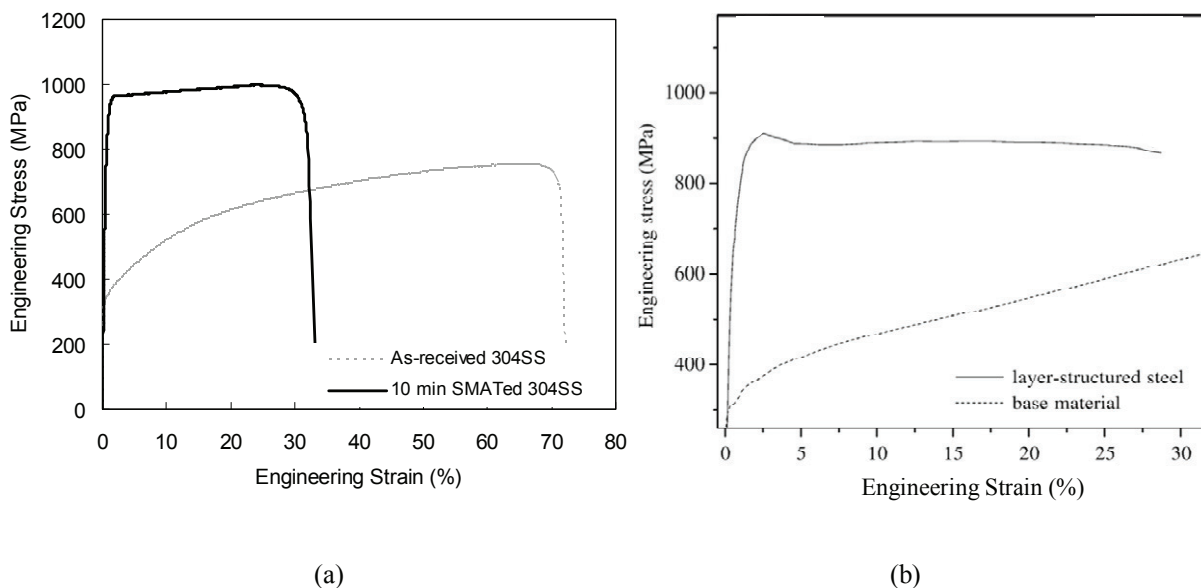 1200
1000
800
600
400
200
0
0 10 20 30 40 50 60 70 80
Engineering Stress (MPa)
Engineering Strain (%)
As-received 304SS
10 min SMATed 304SS
(a)
1000
800
600
400
0 5 10 15 20 25 30
Engineering stress (MPa)
Engineering Strain (%)
layer-structured steel
base material
(b)